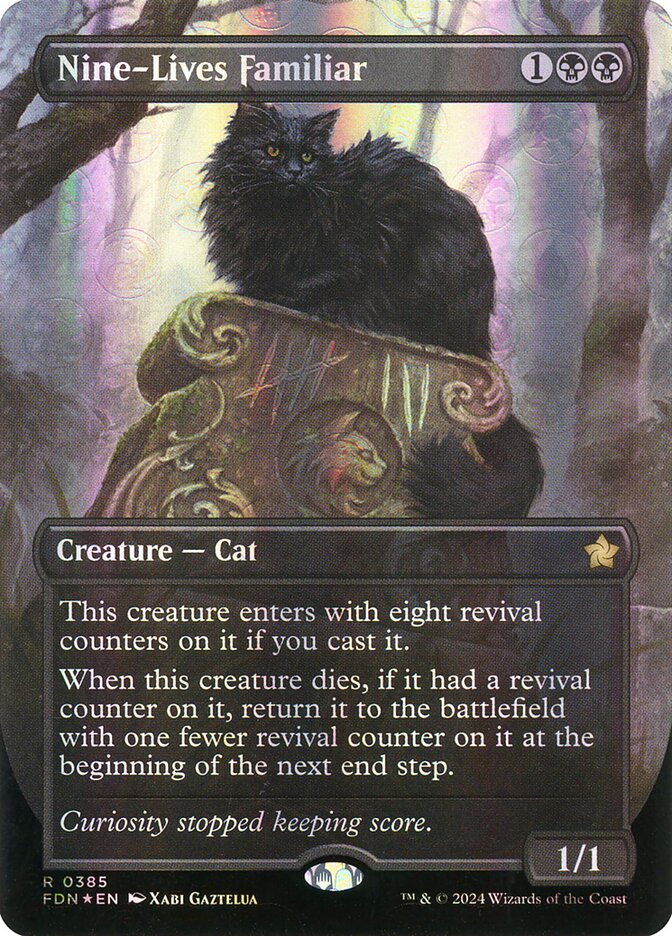 Nine-Lives Familiar 1
Creature — Cat
This creature enters with eight revival
counters on it if you cast it.
When this creature dies, if it had a revival
counter on it, return it to the battlefield
with one fewer revival counter on it at the
beginning of the next end step.
Curiosity stopped keeping score.
1/1
R 0385
FDN★EN Xabi Gaztelua ™ & © 2024 Wizards of the Coast